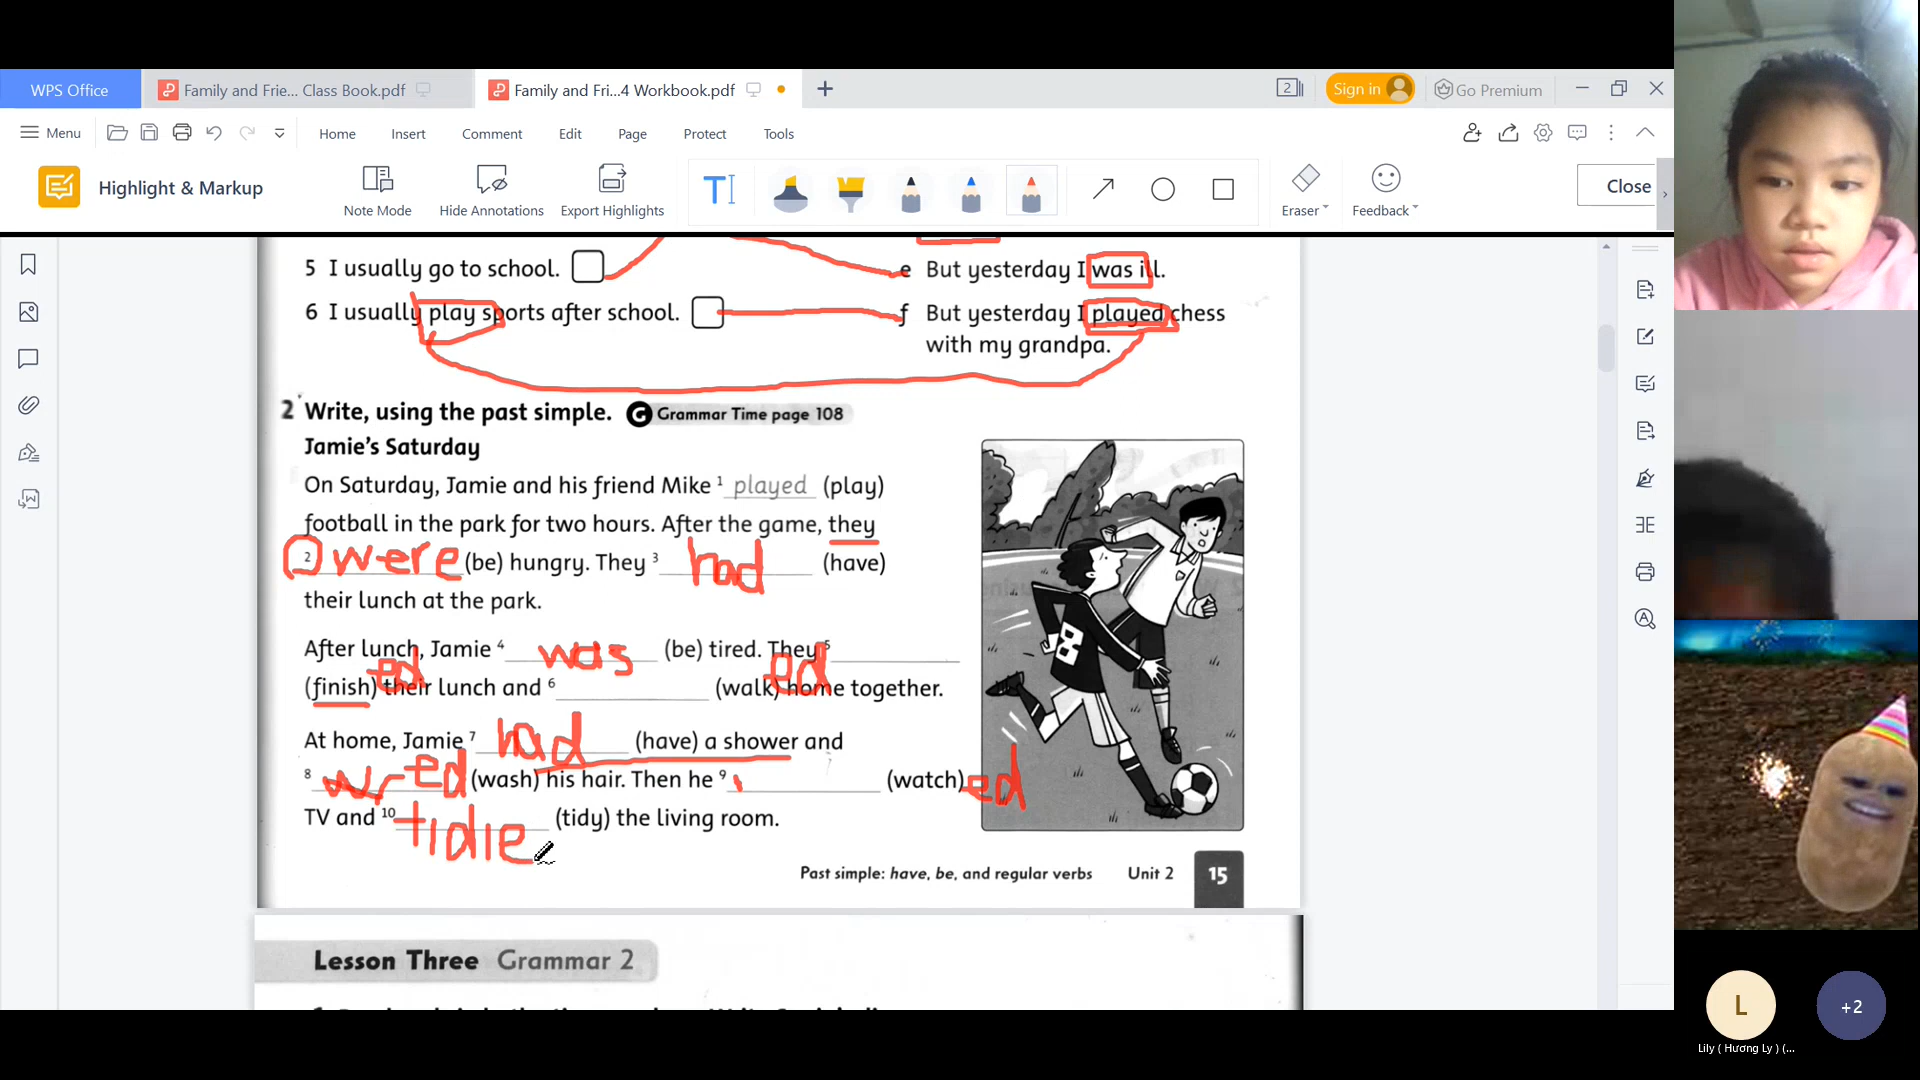 WPS Office
Family and Frie... Class Book.pdf
Family and Fri...4 Workbook.pdf
2
Sign in
Go Premium
Menu
Home Insert Comment Edit Page Protect Tools
Highlight & Markup
Note Mode
Hide Annotations
Export Highlights
Eraser
Feedback
Close
5 I usually go to school.
e But yesterday I was ill.
6 I usually play sports after school.
f But yesterday I played chess
with my grandpa.
2 Write, using the past simple. G Grammar Time page 108
Jamie's Saturday
On Saturday, Jamie and his friend Mike 1 played (play)
football in the park for two hours. After the game, they
2 were (be) hungry. They 3 had (have)
their lunch at the park.
After lunch, Jamie 4 was (be) tired. They 5
ed ed
(finish) their lunch and 6 (walk) home together.
At home, Jamie 7 had (have) a shower and
8 ed (wash) his hair. Then he 9 (watch) ed
TV and 10 tidie (tidy) the living room.
8
Past simple: have, be, and regular verbs Unit 2 15
Lesson Three Grammar 2
L
+2
Lily ( Hương Ly ) (...